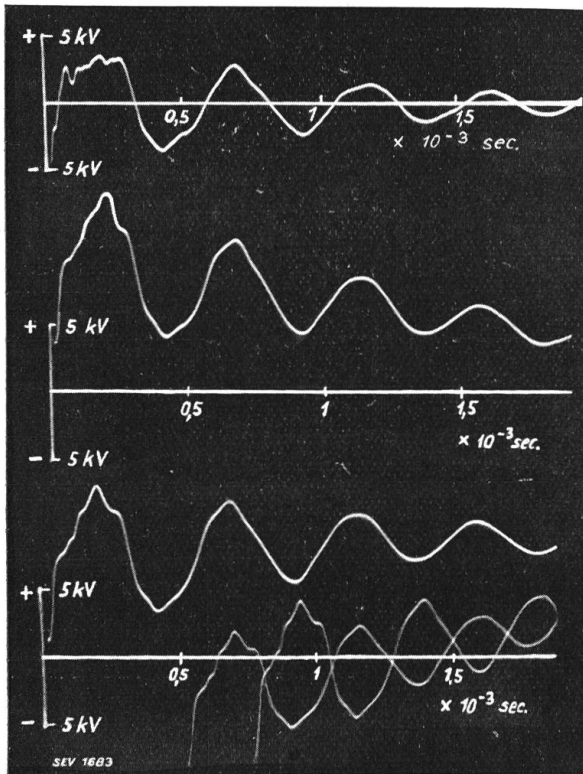 + 5 kV
0,5 1 1,5
× 10⁻³ sec.
- 5 kV
+ 5 kV
0,5 1 1,5
× 10⁻³ sec.
- 5 kV
+ 5 kV
0,5 1 1,5
× 10⁻³ sec.
- 5 kV
SEV 1683